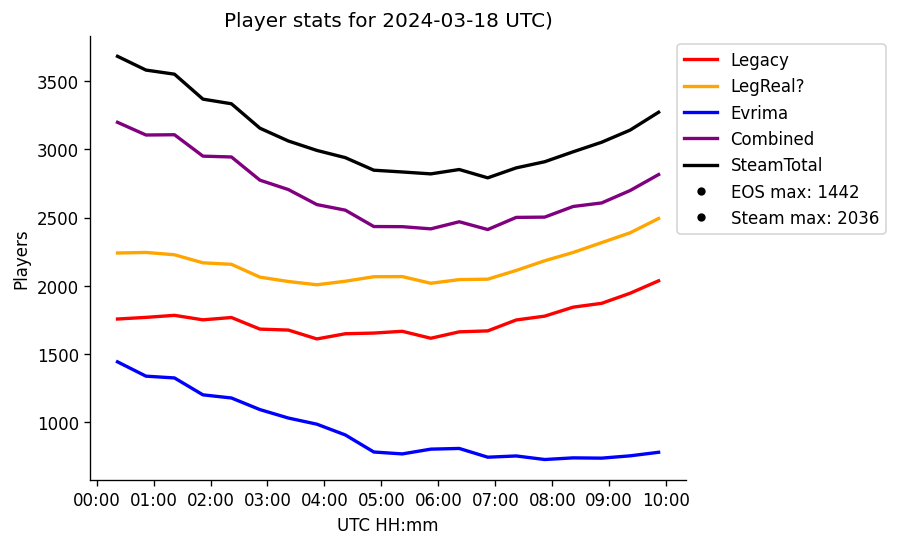 Player stats for 2024-03-18 UTC)
Legacy
LegReal?
Evrima
Combined
SteamTotal
EOS max: 1442
Steam max: 2036
Players
3500
3000
2500
2000
1500
1000
00:00 01:00 02:00 03:00 04:00 05:00 06:00 07:00 08:00 09:00 10:00
UTC HH:mm